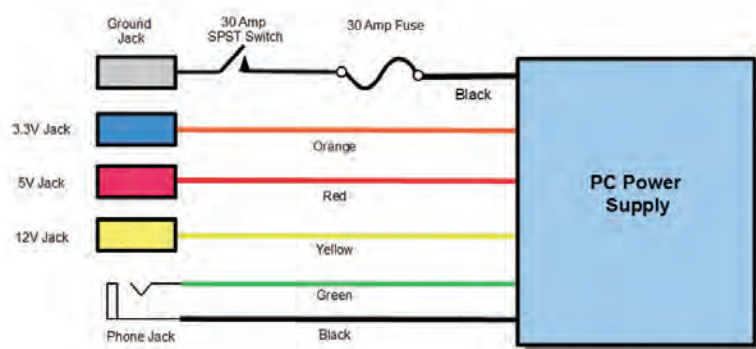 Ground
Jack
30 Amp
SPST Switch
30 Amp Fuse
Black
3.3V Jack
Orange
5V Jack
Red
PC Power
Supply
12V Jack
Yellow
Green
Phone Jack
Black